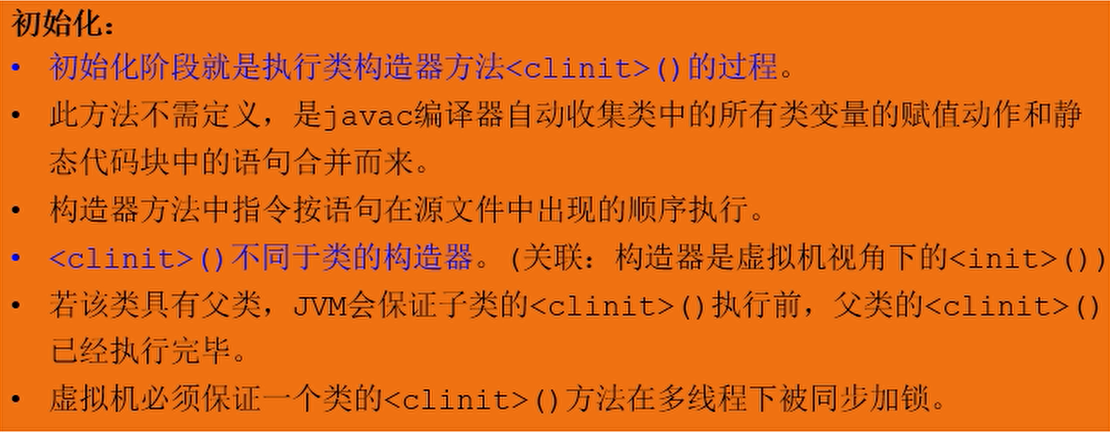 初始化：
• 初始化阶段就是执行类构造器方法<clinit>()的过程。
• 此方法不需定义，是javac编译器自动收集类中的所有类变量的赋值动作和静
态代码块中的语句合并而来。
• 构造器方法中指令按语句在源文件中出现的顺序执行。
• <clinit>()不同于类的构造器。(关联：构造器是虚拟机视角下的<init>())
• 若该类具有父类，JVM会保证子类的<clinit>()执行前，父类的<clinit>()
已经执行完毕。
• 虚拟机必须保证一个类的<clinit>()方法在多线程下被同步加锁。